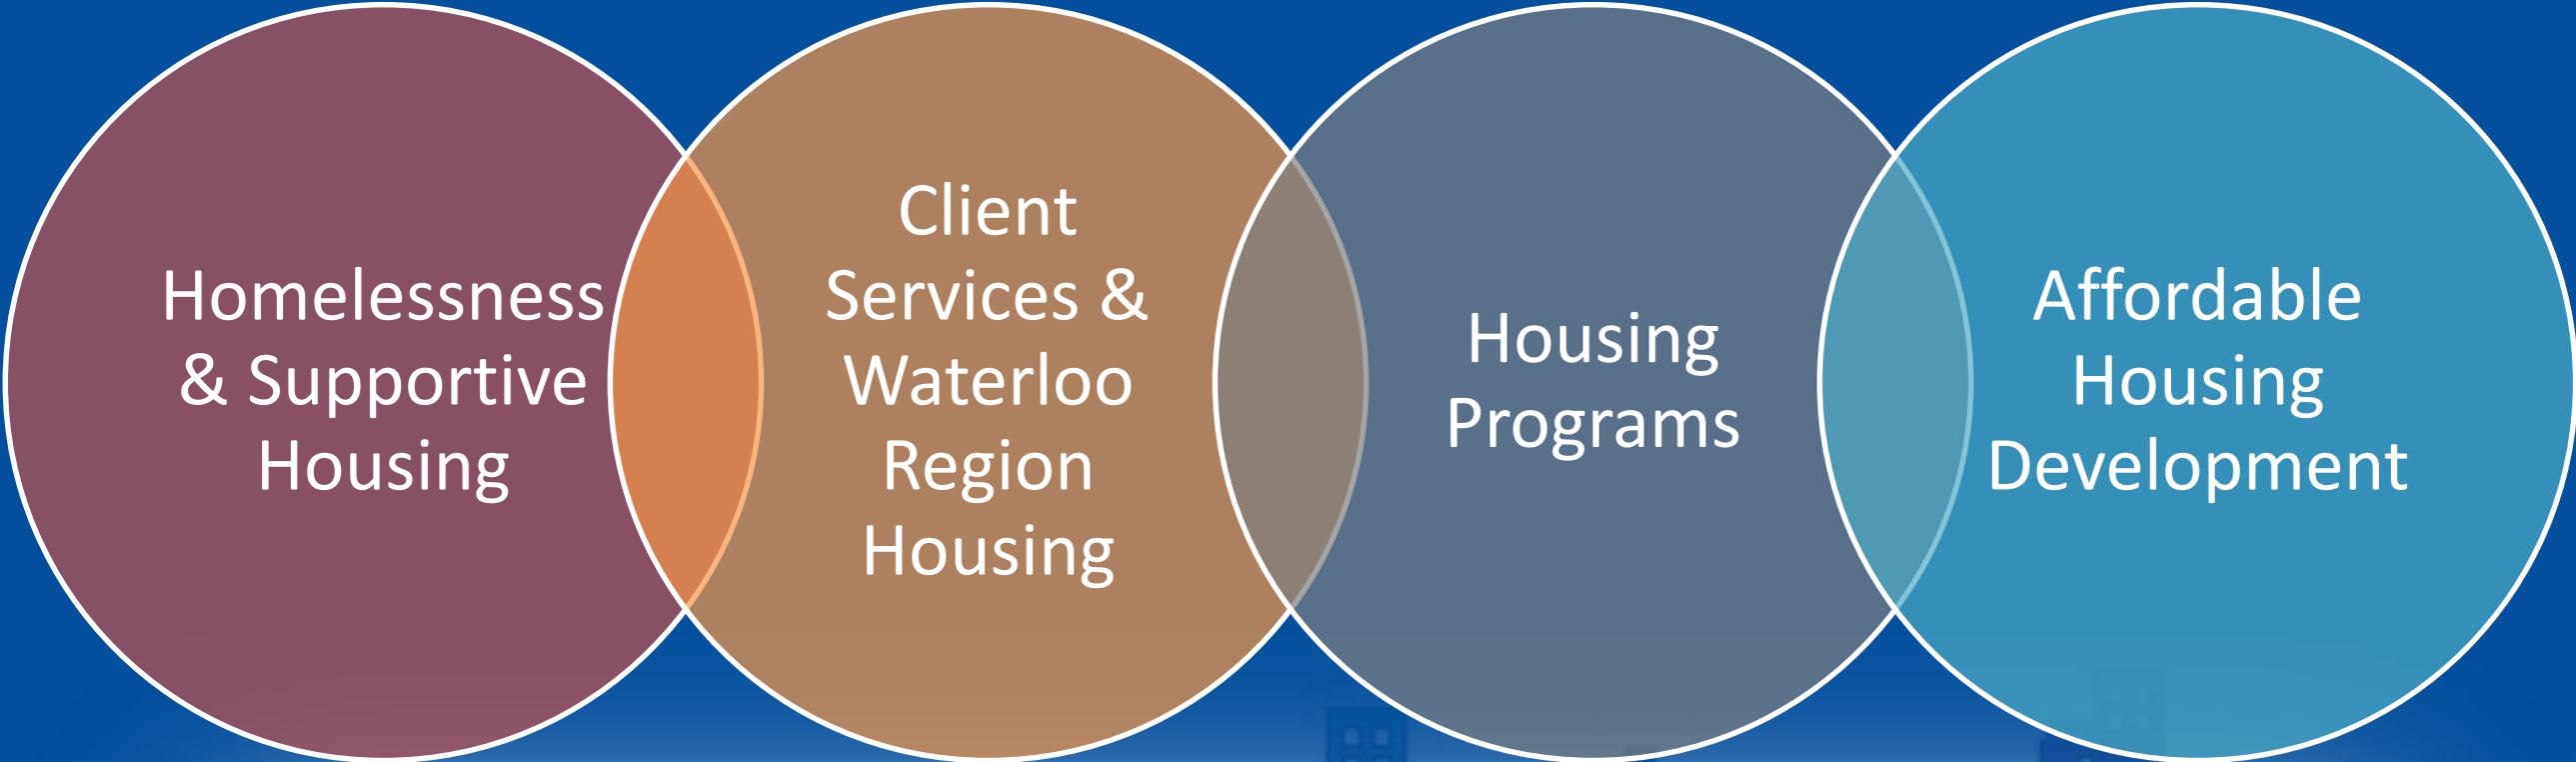 Homelessness
& Supportive
Housing
Client
Services &
Waterloo
Region
Housing
Housing
Programs
Affordable
Housing
Development